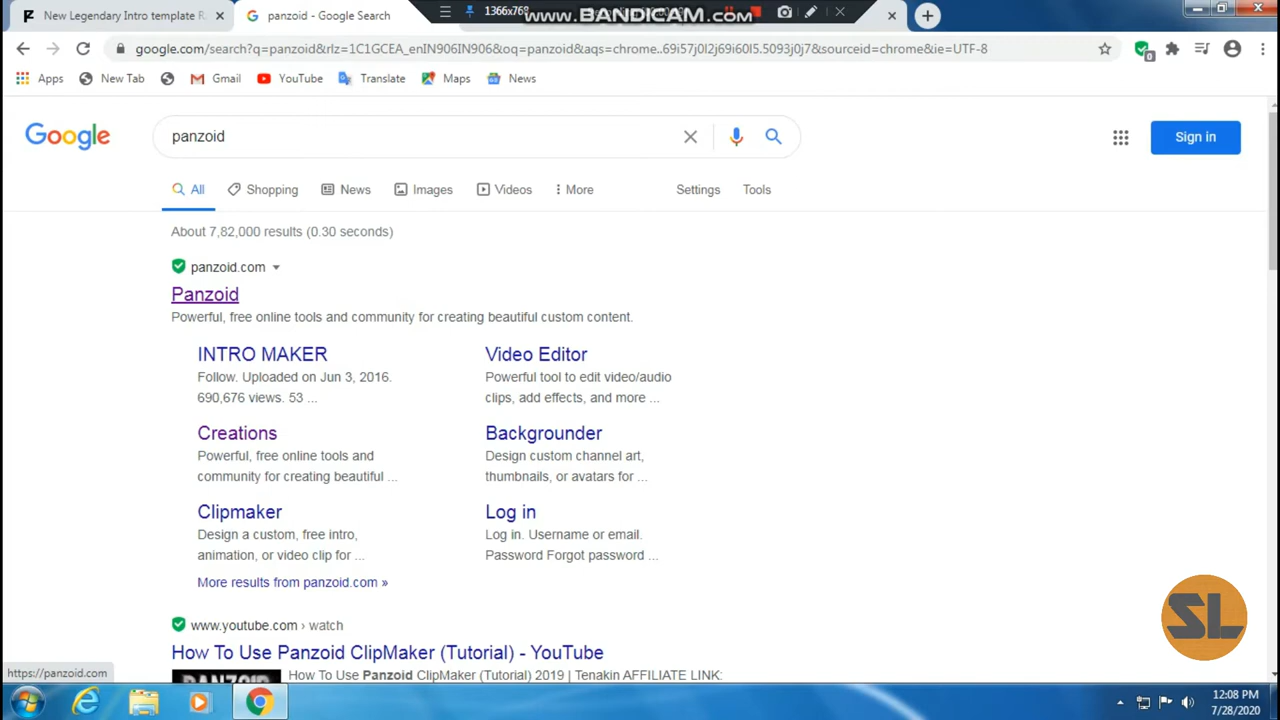 New Legendary Intro template R
panzoid - Google Search
1366x768
www.BANDICAM.com
google.com/search?q=panzoid&rlz=1C1GCEA_enIN906IN906&oq=panzoid&aqs=chrome..69i57j0l2j69i60l5.5093j0j7&sourceid=chrome&ie=UTF-8
0
Apps New Tab Gmail YouTube Translate Maps News
Google
panzoid
Sign in
All Shopping News Images Videos More Settings Tools
About 7,82,000 results (0.30 seconds)
panzoid.com
Panzoid
Powerful, free online tools and community for creating beautiful custom content.
INTRO MAKER
Follow. Uploaded on Jun 3, 2016.
690,676 views. 53 ...
Video Editor
Powerful tool to edit video/audio
clips, add effects, and more ...
Creations
Powerful, free online tools and
community for creating beautiful ...
Backgrounder
Design custom channel art,
thumbnails, or avatars for ...
Clipmaker
Design a custom, free intro,
animation, or video clip for ...
Log in
Log in. Username or email.
Password Forgot password ...
More results from panzoid.com »
www.youtube.com › watch
How To Use Panzoid ClipMaker (Tutorial) - YouTube
PANZOID
How To Use Panzoid ClipMaker (Tutorial) 2019 | Tenakin AFFILIATE LINK:
SL
https://panzoid.com
12:08 PM
7/28/2020